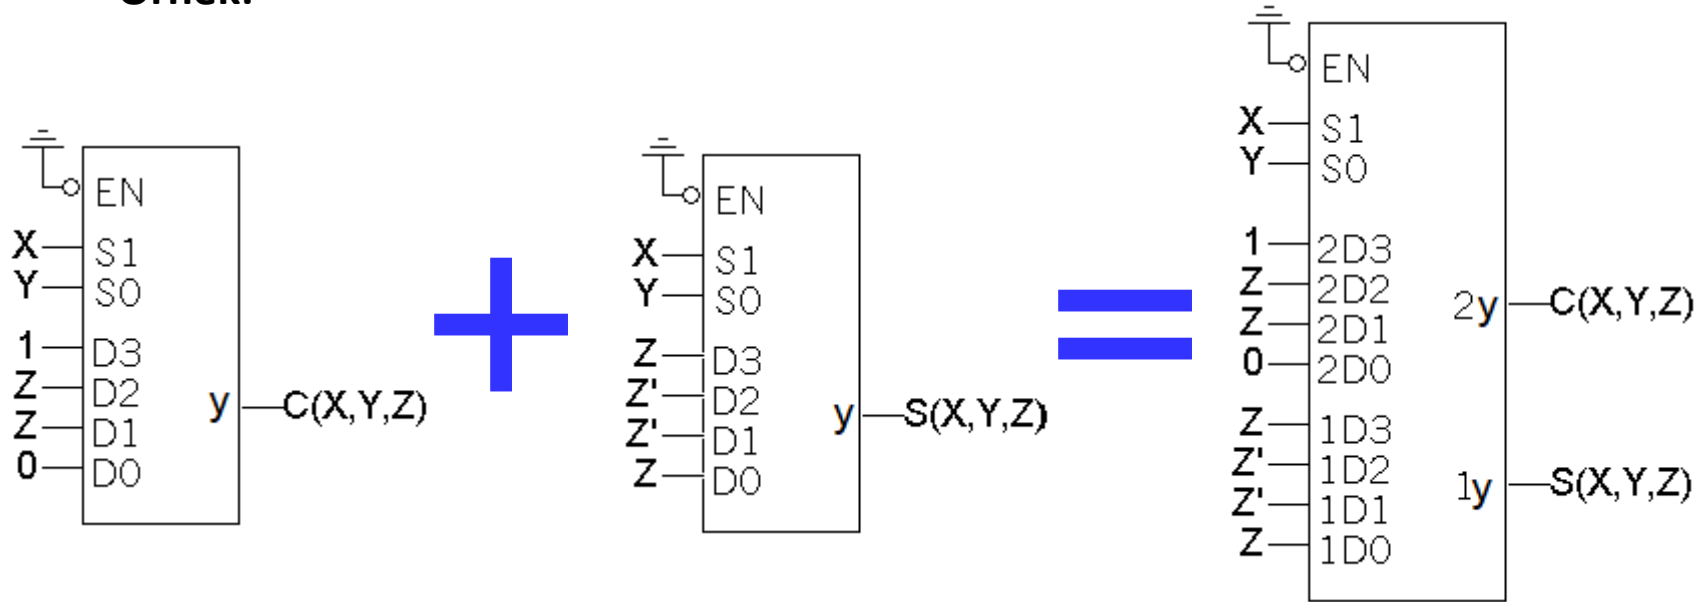 EN
X S1
Y S0
1 D3
Z D2
Z D1
0 D0
y C(X,Y,Z)
+
EN
X S1
Y S0
Z D3
Z' D2
Z' D1
Z D0
y S(X,Y,Z)
=
EN
X S1
Y S0
1 2D3
Z 2D2
Z 2D1
0 2D0
2y C(X,Y,Z)
Z 1D3
Z' 1D2
Z' 1D1
Z 1D0
1y S(X,Y,Z)